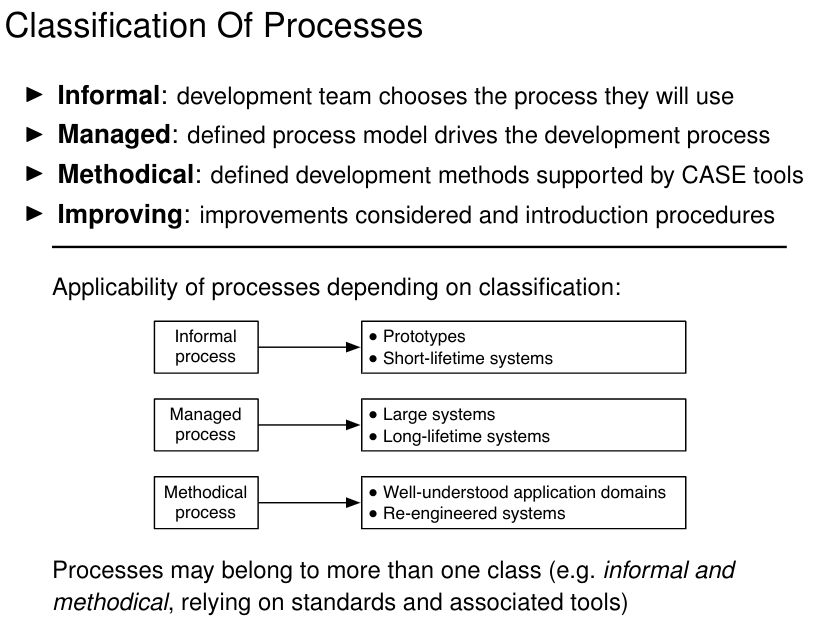 Classification Of Processes
► Informal: development team chooses the process they will use
► Managed: defined process model drives the development process
► Methodical: defined development methods supported by CASE tools
► Improving: improvements considered and introduction procedures
Applicability of processes depending on classification:
Informal
process
• Prototypes
• Short-lifetime systems
Managed
process
• Large systems
• Long-lifetime systems
Methodical
process
• Well-understood application domains
• Re-engineered systems
Processes may belong to more than one class (e.g. informal and
methodical, relying on standards and associated tools)